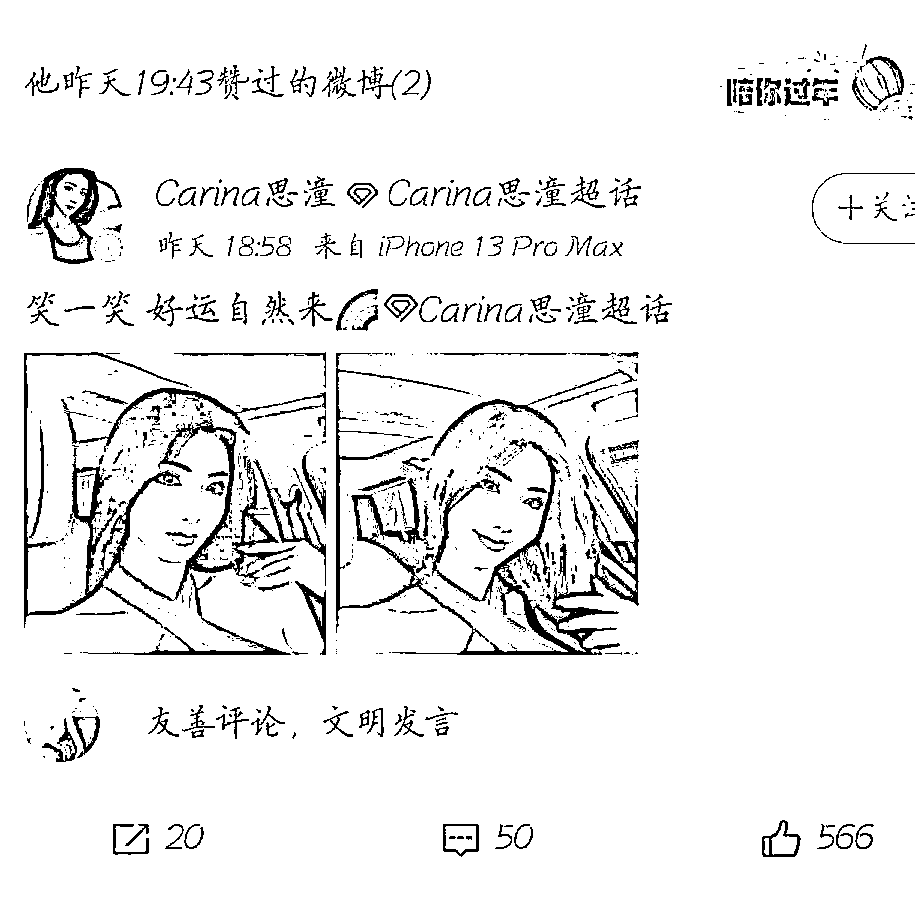 他昨天19:43赞过的微博(2)
陪你过年
Carina思潼 Carina思潼超话
+关注
昨天 18:58 来自 iPhone 13 Pro Max
笑一笑 好运自然来 Carina思潼超话
友善评论，文明发言
20 50 566